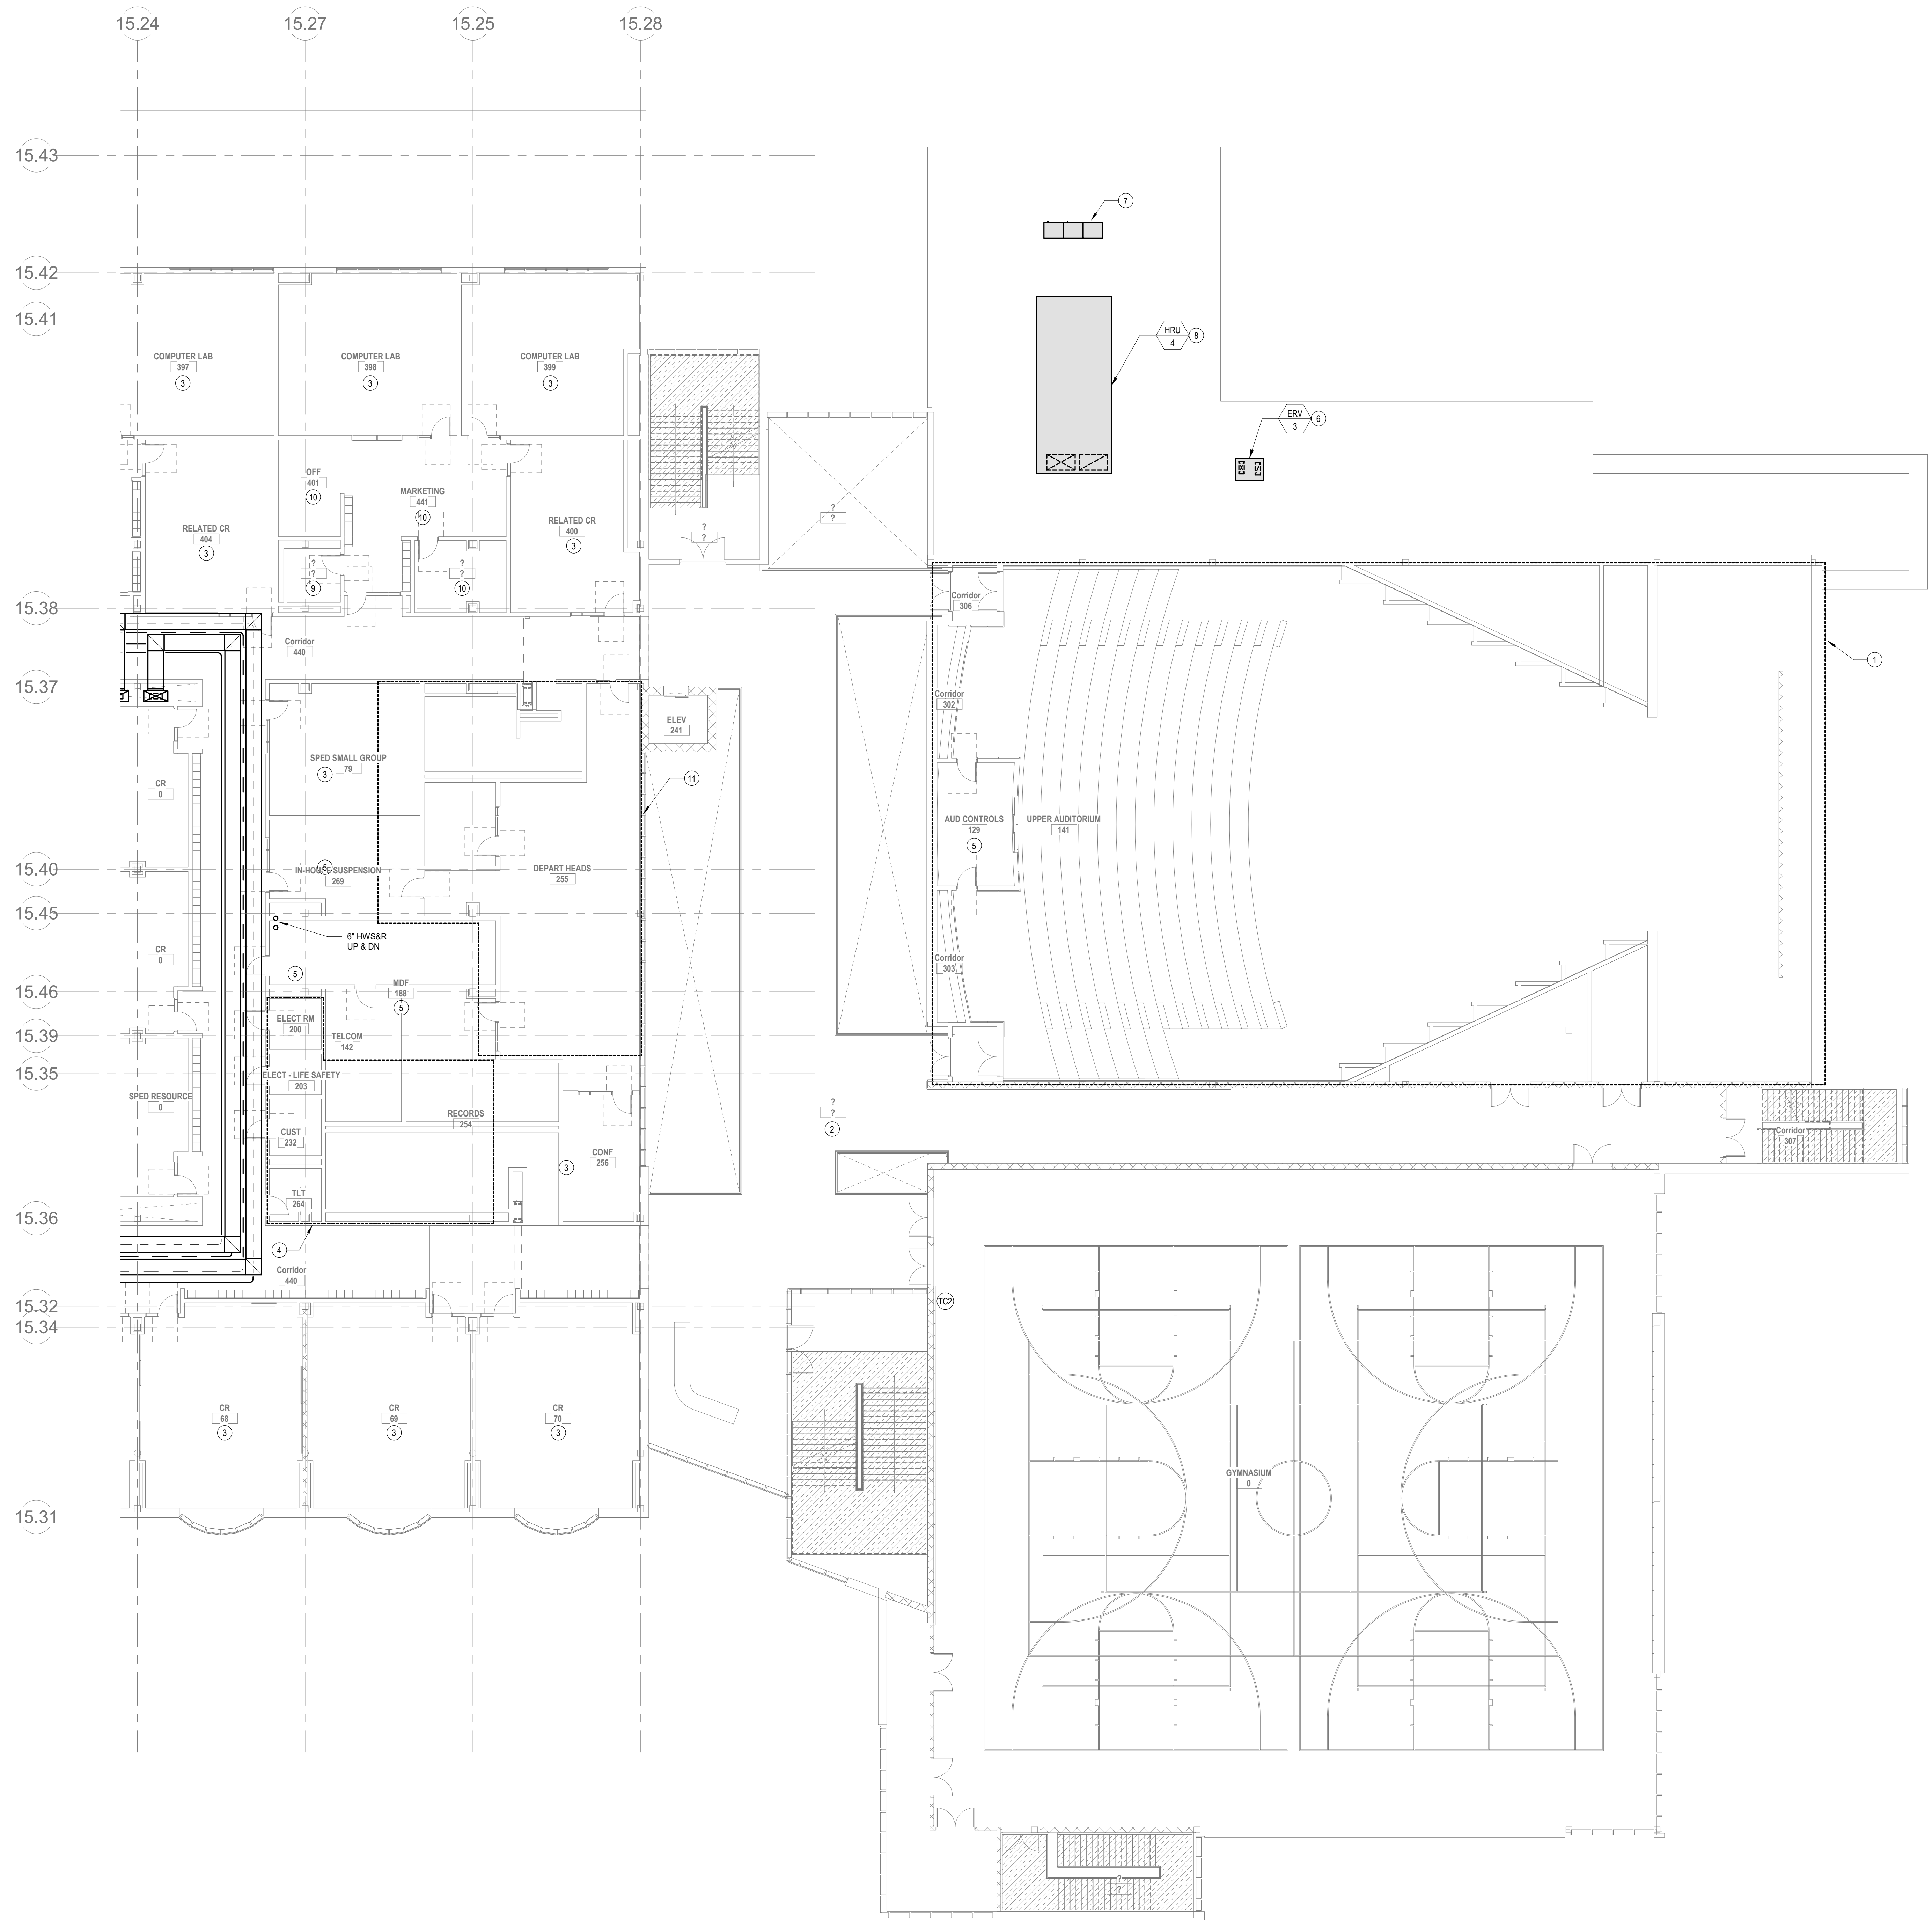 15.24
15.27
15.25
15.28
15.43
15.42
15.41
7
HRU
4
8
ERV
3
6
COMPUTER LAB
397
3
COMPUTER LAB
398
3
COMPUTER LAB
399
3
OFF
401
10
MARKETING
441
10
RELATED CR
404
3
RELATED CR
400
3
?
?
9
?
?
10
?
?
?
?
15.38
Corridor
440
Corridor
306
1
15.37
Corridor
302
ELEV
241
SPED SMALL GROUP
79
3
11
CR
0
AUD CONTROLS
129
5
UPPER AUDITORIUM
141
15.40
5
IN-HOUSE SUSPENSION
269
DEPART HEADS
255
15.45
6" HWS&R
UP & DN
CR
0
Corridor
303
5
15.46
MDF
188
5
ELECT RM
200
15.39
TELCOM
142
15.35
ELECT - LIFE SAFETY
203
SPED RESOURCE
0
RECORDS
254
?
?
2
CUST
232
CONF
256
3
Corridor
307
TLT
264
15.36
4
Corridor
440
15.32
TC2
15.34
CR
68
3
CR
69
3
CR
70
3
GYMNASIUM
0
15.31
?
?